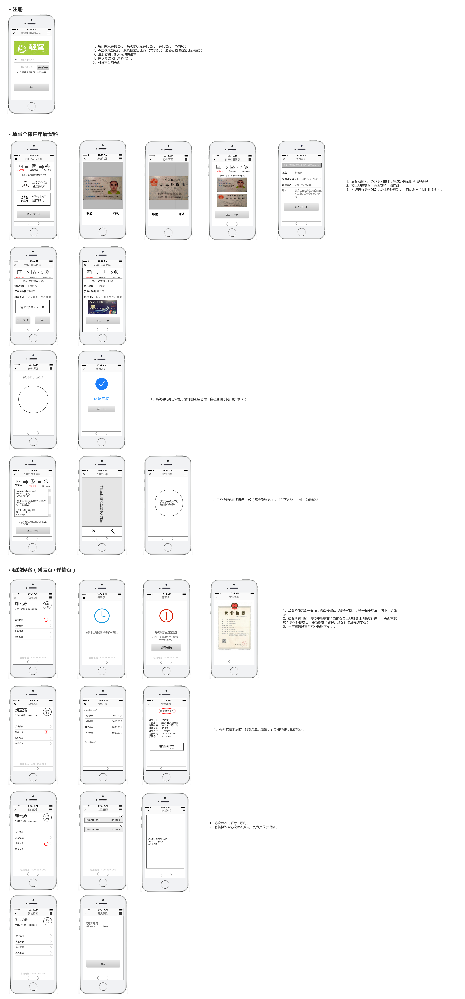 • 注册
10:34 A.M
欢迎注册轻客平台
轻客
QK
请输入手机号码
请输入验证码
获取验证码
已阅读并且同意《用户协议》内容
确认
1、用户数入手机号码（系统须校验手机号码，手机号码一场情况）；
2、点击获取验证码（系统校验验证码，异常情况：验证码超时或验证码错误）；
3、注册防刷，加入滚动挑设置；
4、默认勾选《用户协议》；
5、可分享当前页面；
• 填写个体户申请资料
10:34 A.M
个体户申请信息
身份认证
签署协议
提交审核
提示：请将手机横置进行拍摄
上传身份证
正面照片
上传身份证
背面照片
确认，下一步
10:34 A.M
身份认证
取消
确认
10:34 A.M
身份认证
中华人民共和国
居民身份证
取消
确认
10:34 A.M
个体户申请信息
身份认证
签署协议
提交审核
提示：请将手机横置进行拍摄
确认，下一步
10:34 A.M
身份认证
姓名
刘云涛
身份证号码
230103198703213613
出生年月
1987年3月21日
地址
黑龙江省哈尔滨市南岗区
木兰街110号6单元2楼4
号
确认，下一步
1、后台系统利用OCR识别技术，完成身份证照片信息识别；
2、如出现错错误，页面支持手动修改；
3、系统进行身份识别，活体验证成功后，自动返回（倒计时3秒）；
10:34 A.M
个体户申请信息
身份认证
签署协议
提交审核
提示：请填写银行卡信息
银行名称
工商银行
开户人姓名
刘云涛
银行卡号
6222 8888 9999 0000
请上传银行卡正面
确认，下一步
跳过
10:34 A.M
个体户申请信息
身份认证
签署协议
提交审核
提示：请填写银行卡信息
银行名称
工商银行
开户人姓名
刘云涛
银行卡号
6222 8888 9999 0000
确认，下一步
10:34 A.M
身份认证
拿起手机，眨眨眼
10:34 A.M
身份认证
认证成功
返回（3）
1、系统进行身份识别，活体验证成功后，自动返回（倒计时3秒）；
10:34 A.M
个体户申请信息
身份认证
签署协议
提交审核
轻客平台个体户注册协议
甲方：xxxx个体户
乙方：轻客平台
轻客平台委托开据发票协议签约协议
甲方：xxxx个体户
乙方：轻客平台
轻客平台项目签约协议
甲方：xxxx个体户
乙方：美团
已阅读并且同意上述三份协议全部
内容内容
确认，下一步
10:34 A.M
个体户签名
请在空白区域签署本人姓名
10:34 A.M
提交审核
提交系统审核
请耐心等待！
1、三份协议内容归集到一起（需完整读完），并在下方统一一处，勾选确认；
• 我的轻客（列表页+详情页）
10:34 A.M
我的轻客
刘云涛
默认
头像
个体户名称：xxxxxxxx
营业执照
发票记录
协议管理
意见反馈
客服电话：400-000-000
10:34 A.M
待审核
资料已提交 等待审核...
客服电话：400-000-000
10:34 A.M
待审核
审核信息未通过
原因：身份证照片不清晰，
请重新上传。
点我修改
客服电话：400-000-000
10:34 A.M
营业执照
营业执照
1、当资料提交到平台后，页面停留在【等待审核】，待平台审核后，做下一步显
示；
2、如资料有问题，需要重新提交（当前仅会出现身份证清晰度问题），页面重跳
转至身份证提交页，重新提交（跳过后续银行卡及签约步骤）；
3、当审核通过直至营业执照下发，；
10:34 A.M
我的轻客
刘云涛
默认
头像
个体户名称：xxxxxxxx
营业执照
发票记录
协议管理
意见反馈
客服电话：400-000-000
10:34 A.M
发票记录
2018年10月
电子发票
1000.00元
电子发票
2000.00元
电子发票
2000.00元
电子发票
5000.00元
2018年9月
10:34 A.M
发票详情
增值税普通发票
开票方： 轻客平台
收票方： 轻客个体户刘云涛
开票时间： 2018年10月31日
开票金额： ￥1000
开票内容： 技术服务
发票代码： 111000222000
发票号： 1234567
查看预览
1、有新发票未读时，列表页显示提醒，引导用户进行查看确认；
10:34 A.M
我的轻客
刘云涛
默认
头像
个体户名称：xxxxxxxx
营业执照
发票记录
协议管理
意见反馈
客服电话：400-000-000
10:34 A.M
协议管理
协议乙方：美团
2018.10.31
协议乙方：美团
2018.10.31
客服电话：400-000-000
10:34 A.M
协议详情
轻客平台项目签约协议
甲方：xxxx个体户
乙方：美团
1、协议状态（解除、履行）
2、有新协议或协议状态变更，列表页显示提醒；
10:34 A.M
我的轻客
刘云涛
默认
头像
个体户名称：xxxxxxxx
营业执照
发票记录
协议管理
意见反馈
客服电话：400-000-000
10:34 A.M
意见反馈
问题和意见
请数入不少于10个字的描述
完成